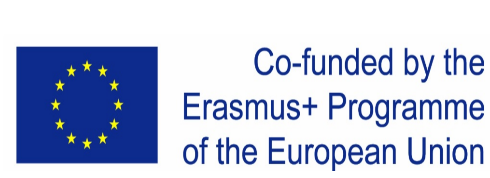 Co-funded by the
Erasmus+ Programme
of the European Union